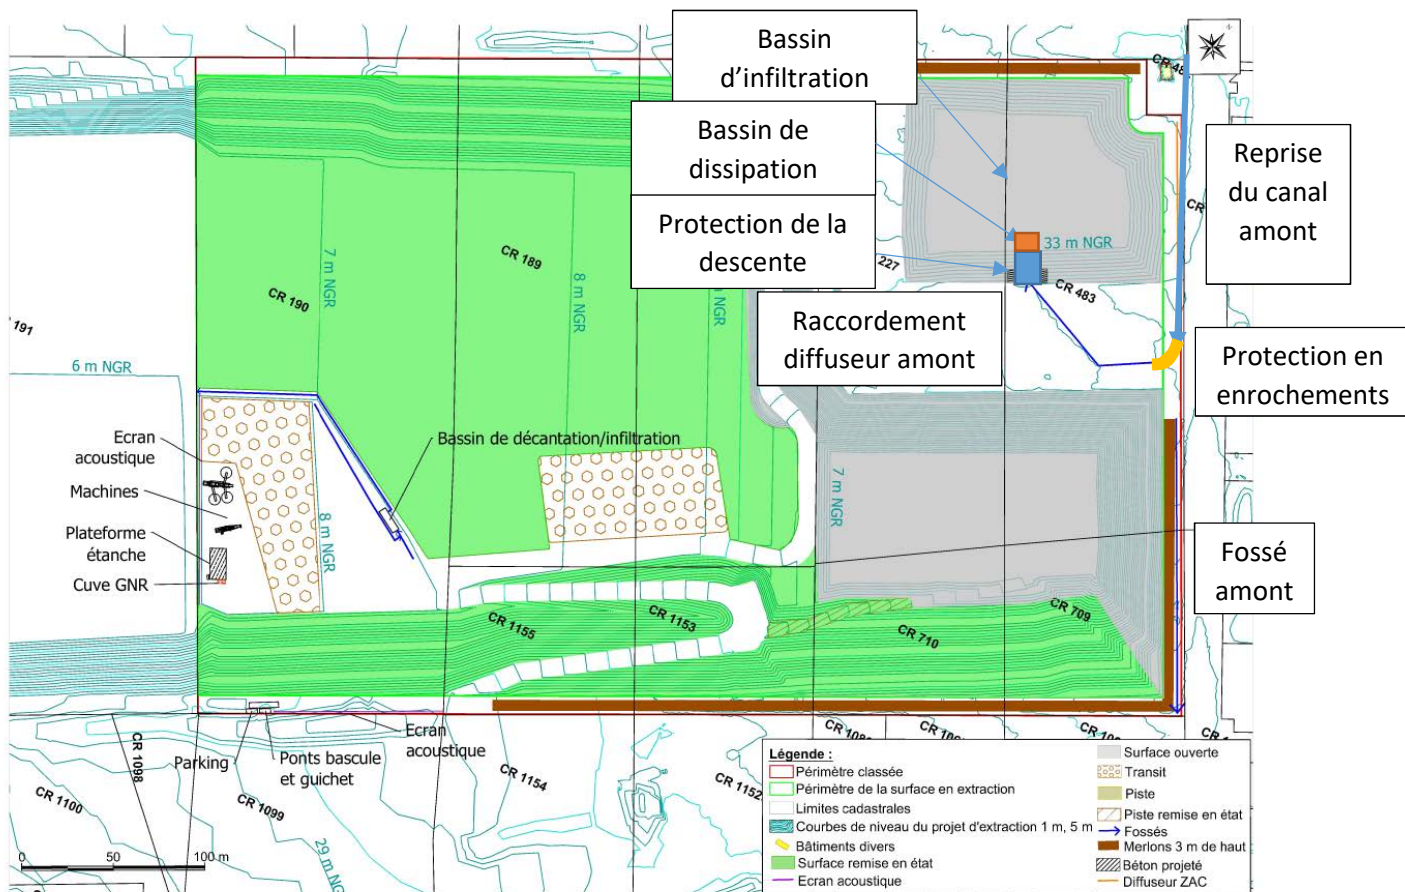 Bassin
d’infiltration
Bassin de
dissipation
Protection de la
descente
Raccordement
diffuseur amont
Reprise
du canal
amont
Protection en
enrochements
Fossé
amont
CR 48
CR
33 m NGR
CR 483
227
CR 189
CR 190
191
7 m NGR
8 m NGR
m NGR
6 m NGR
7 m NGR
8 m NGR
Ecran
acoustique
Machines
Plateforme
étanche
Cuve GNR
Bassin de décantation/infiltration
CR 1155
CR 1153
CR 710
CR 709
Parking
Ponts bascule
et guichet
Ecran
acoustique
CR 1098
CR 1099
CR 1100
CR 1154
CR 1152
29 m NGR
0 50 100 m
Légende :
Périmètre classée
Périmètre de la surface en extraction
Limites cadastrales
Courbes de niveau du projet d'extraction 1 m, 5 m
Bâtiments divers
Surface remise en état
Ecran acoustique
Surface ouverte
Transit
Piste
Piste remise en état
Fossés
Merlons 3 m de haut
Béton projeté
Diffuseur ZAC